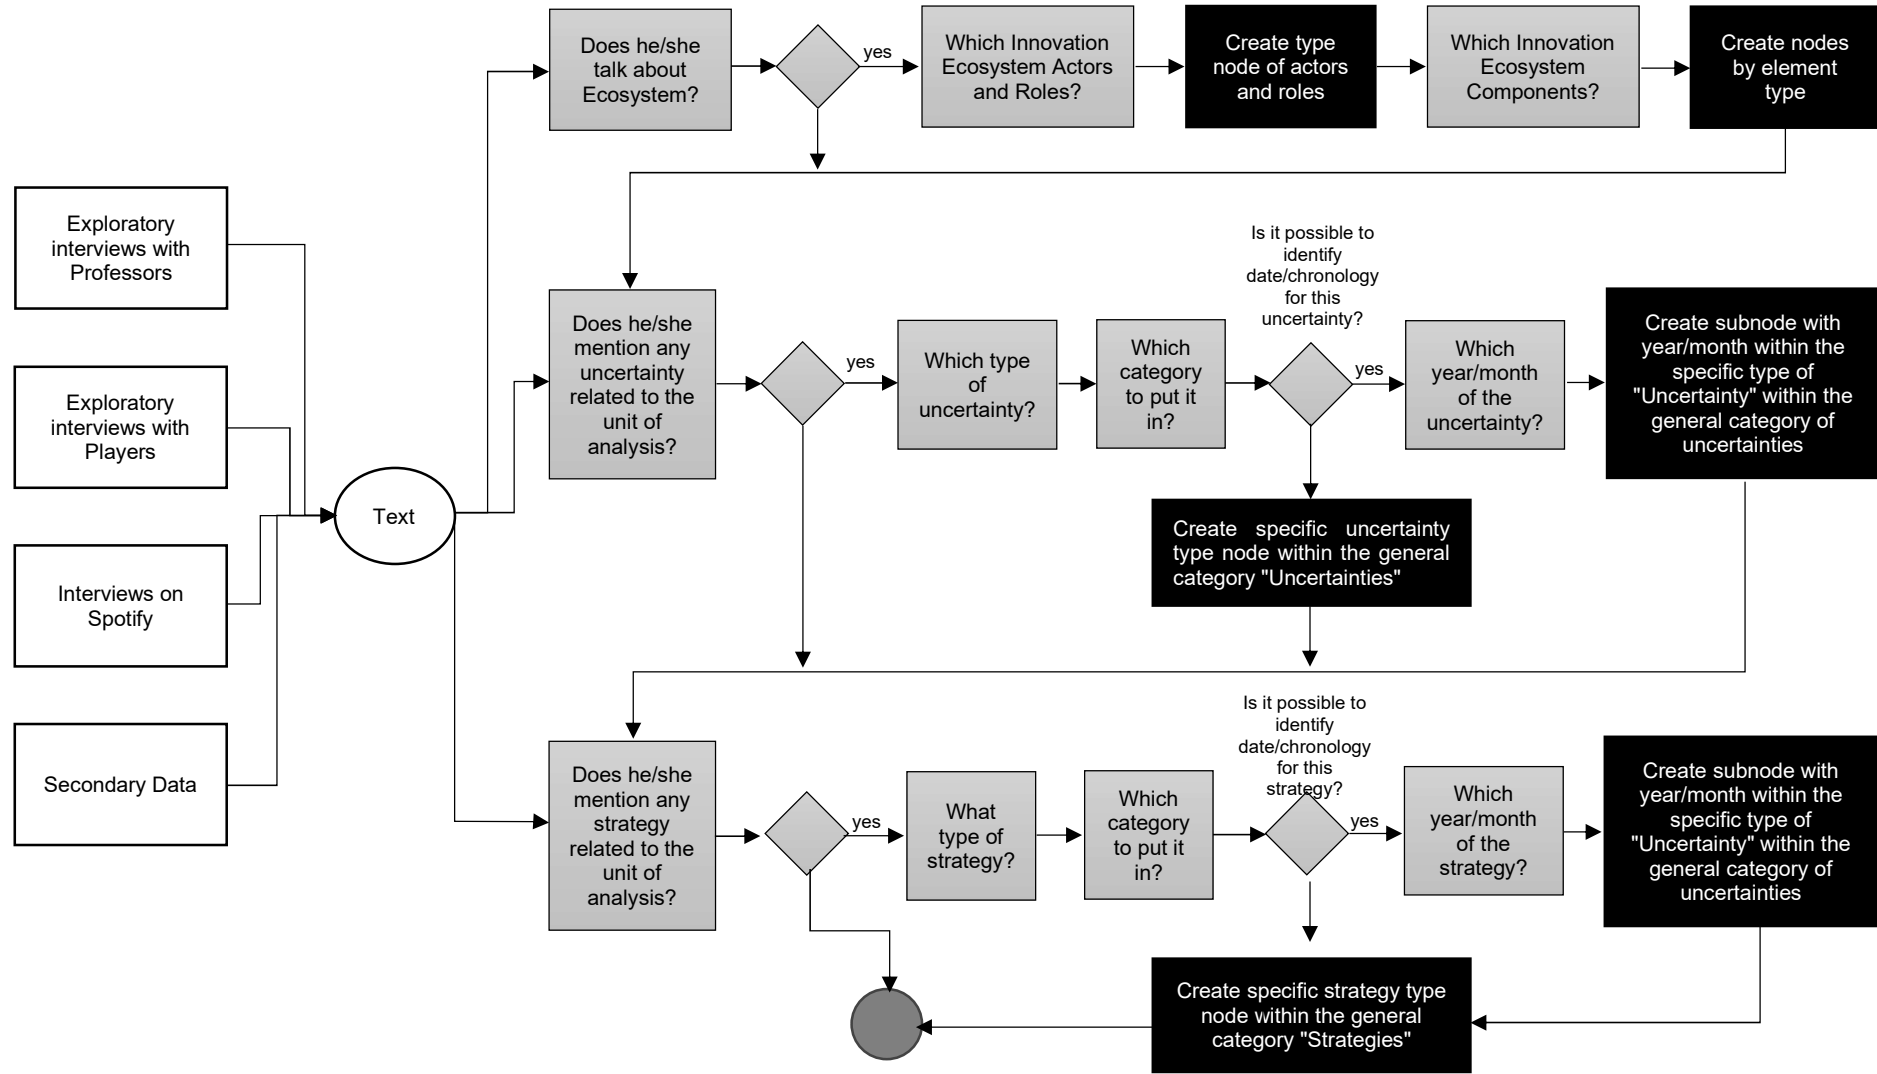 Does he/she
talk about
Ecosystem?
yes
Which Innovation
Ecosystem Actors
and Roles?
Create type
node of actors
and roles
Which Innovation
Ecosystem
Components?
Create nodes
by element
type
Exploratory
interviews with
Professors
Exploratory
interviews with
Players
Interviews on
Spotify
Secondary Data
Text
Does he/she
mention any
uncertainty
related to the
unit of
analysis?
yes
Which type
of
uncertainty?
Which
category
to put it
in?
Is it possible to
identify
date/chronology
for this
uncertainty?
yes
Which
year/month
of the
uncertainty?
Create subnode with
year/month within the
specific type of
"Uncertainty" within the
general category of
uncertainties
Create specific uncertainty
type node within the general
category "Uncertainties"
Does he/she
mention any
strategy
related to the
unit of
analysis?
yes
What
type of
strategy?
Which
category
to put it
in?
Is it possible to
identify
date/chronology
for this
strategy?
yes
Which
year/month
of the
strategy?
Create subnode with
year/month within the
specific type of
"Uncertainty" within the
general category of
uncertainties
Create specific strategy type
node within the general
category "Strategies"